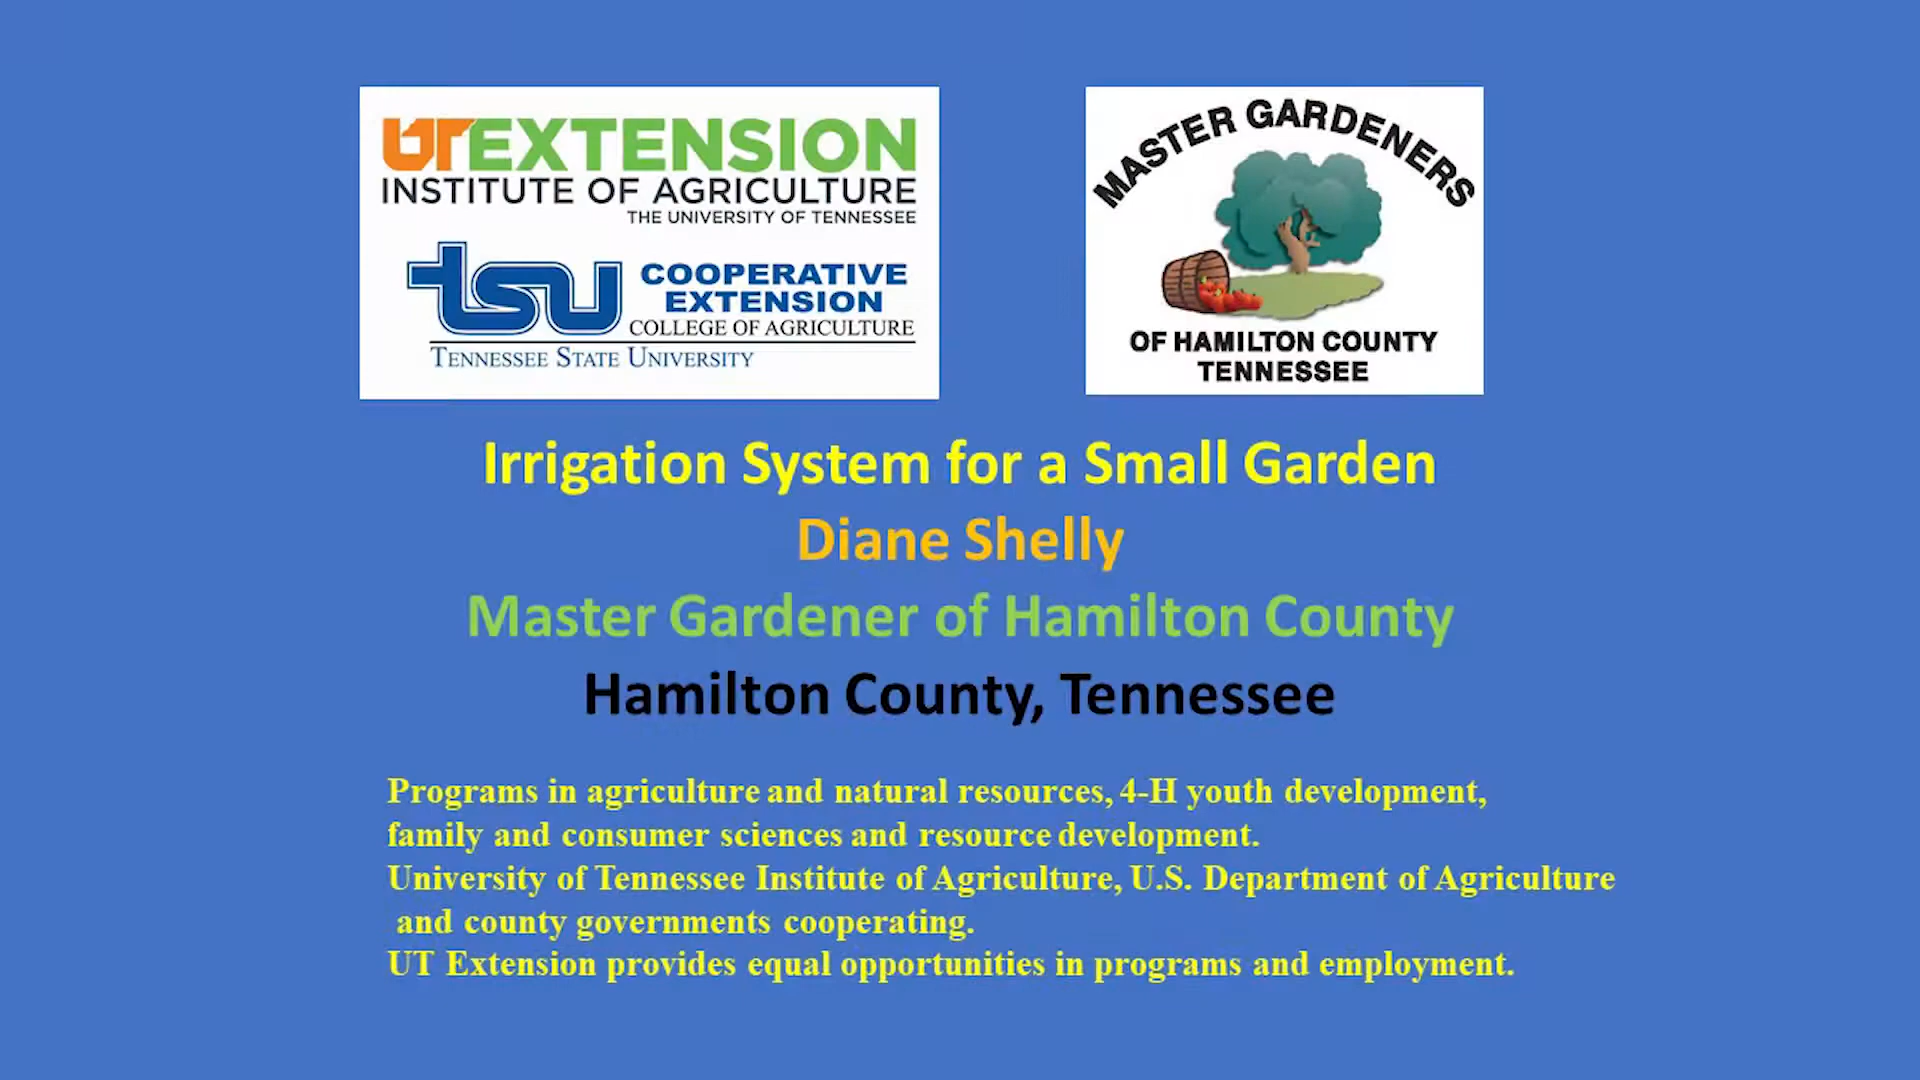 UTEXTENSION
INSTITUTE OF AGRICULTURE
THE UNIVERSITY OF TENNESSEE
tsu COOPERATIVE
EXTENSION
COLLEGE OF AGRICULTURE
TENNESSEE STATE UNIVERSITY
MASTER GARDENERS
OF HAMILTON COUNTY
TENNESSEE
Irrigation System for a Small Garden
Diane Shelly
Master Gardener of Hamilton County
Hamilton County, Tennessee
Programs in agriculture and natural resources, 4-H youth development,
family and consumer sciences and resource development.
University of Tennessee Institute of Agriculture, U.S. Department of Agriculture
and county governments cooperating.
UT Extension provides equal opportunities in programs and employment.